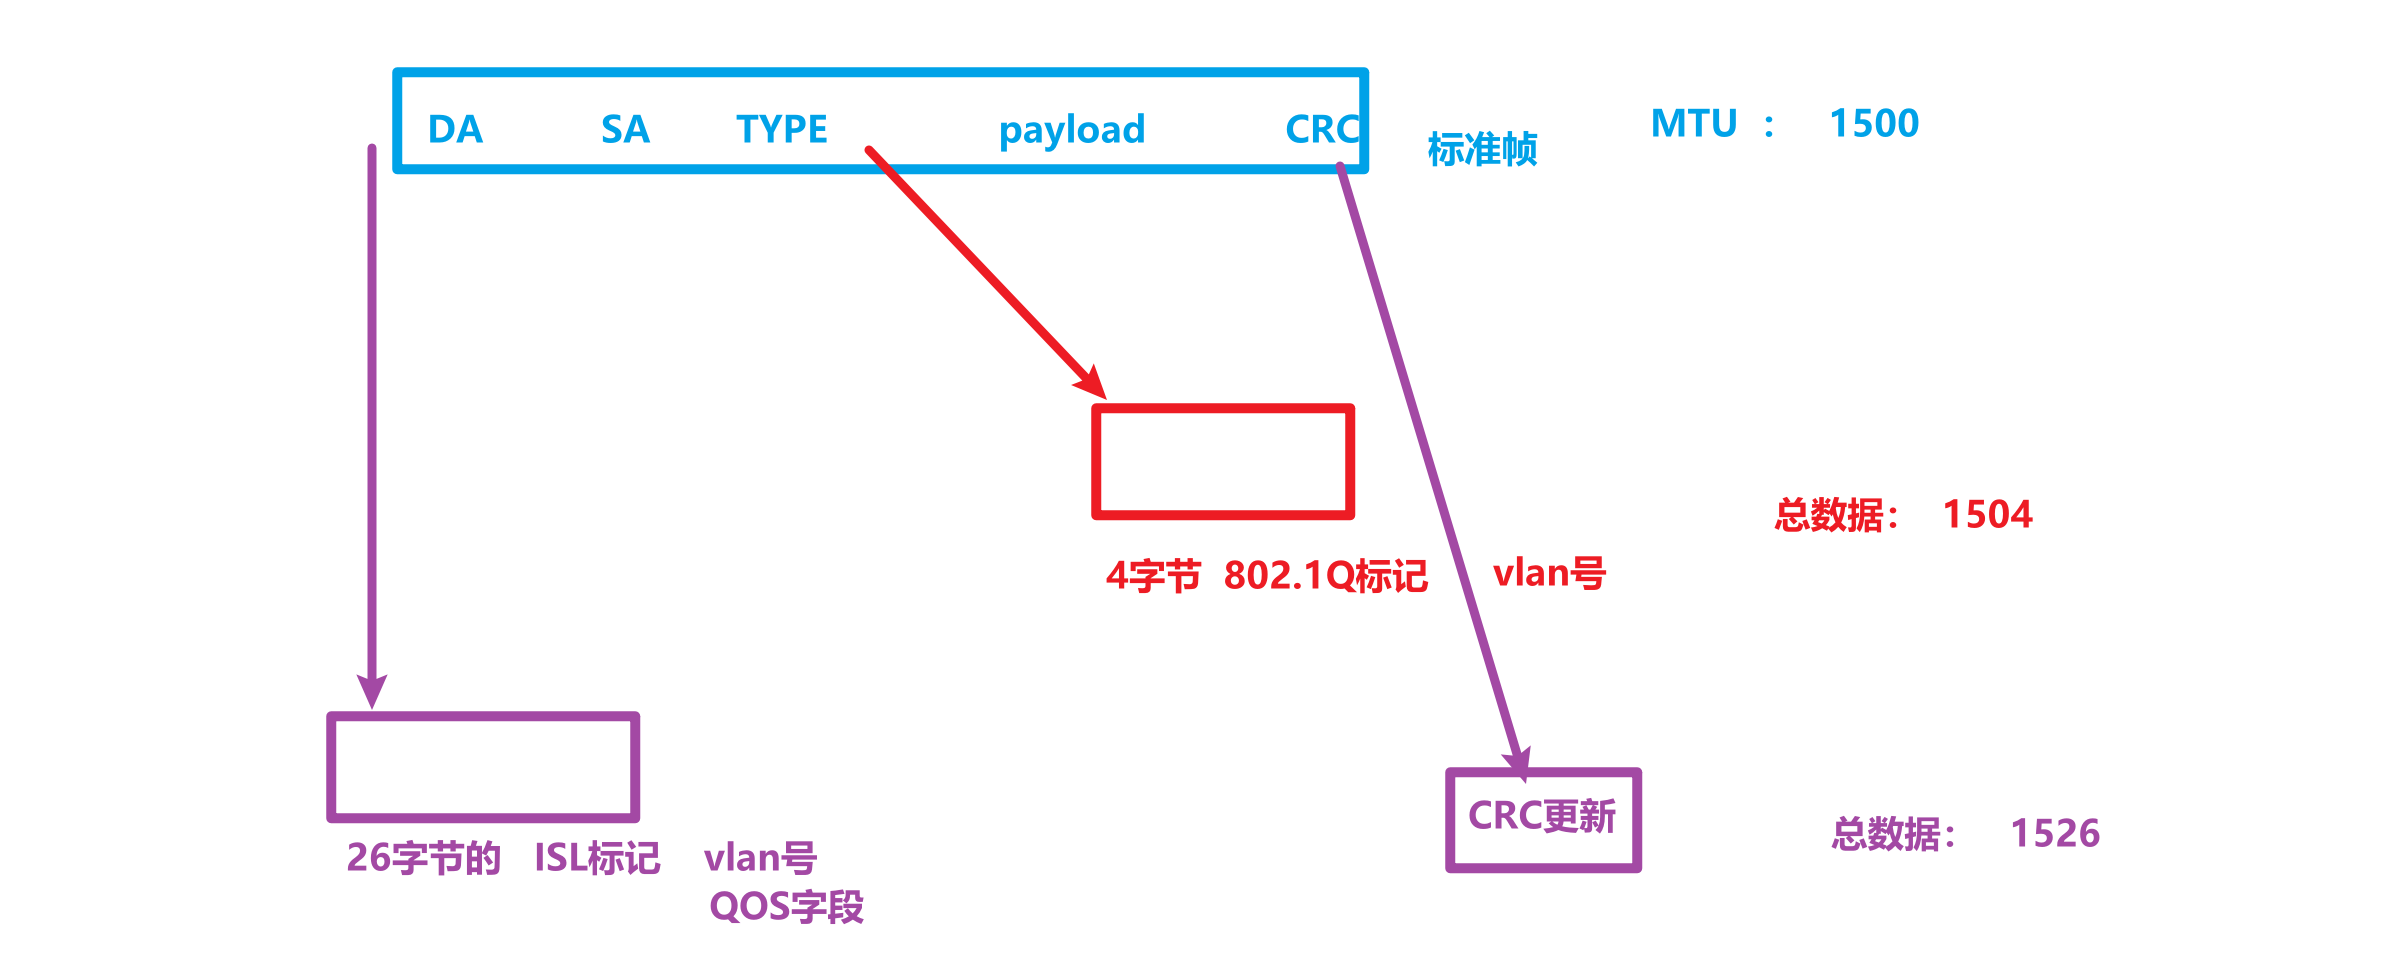 DA SA TYPE payload CRC
标准帧
MTU : 1500
总数据: 1504
4字节 802.1Q标记 vlan号
CRC更新
总数据: 1526
26字节的 ISL标记 vlan号
QOS字段